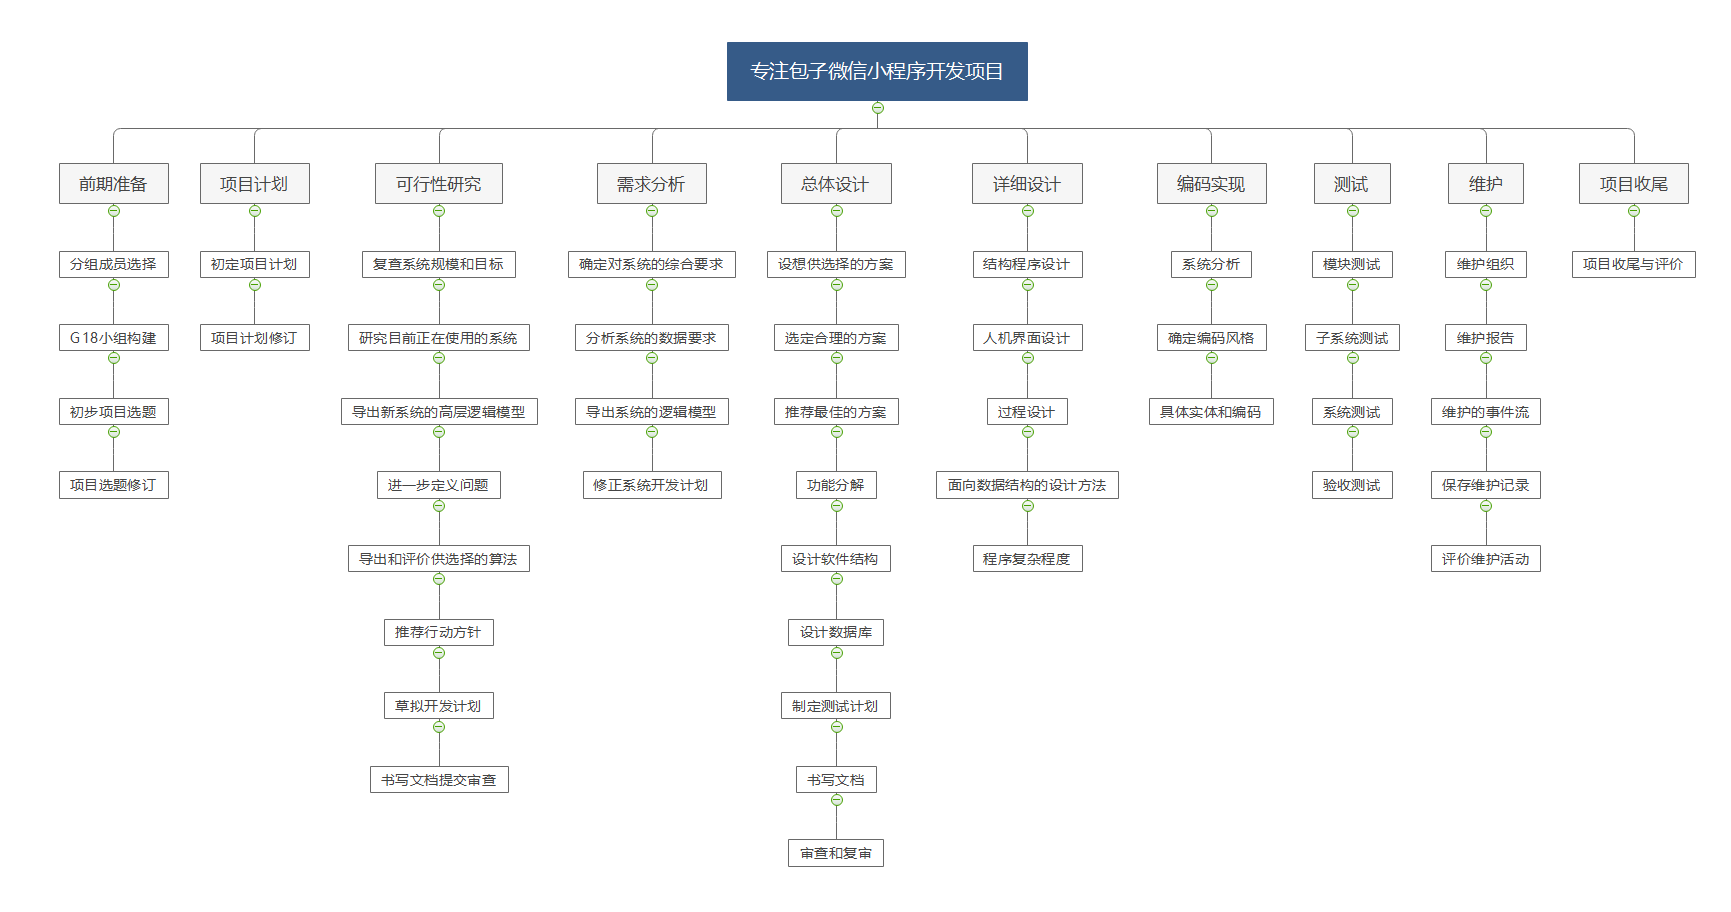 专注包子微信小程序开发项目
前期准备
项目计划
可行性研究
需求分析
总体设计
详细设计
编码实现
测试
维护
项目收尾
分组成员选择
初定项目计划
复查系统规模和目标
确定对系统的综合要求
设想供选择的方案
结构程序设计
系统分析
模块测试
维护组织
项目收尾与评价
G18小组构建
项目计划修订
研究目前正在使用的系统
分析系统的数据要求
选定合理的方案
人机界面设计
确定编码风格
子系统测试
维护报告
初步项目选题
导出新系统的高层逻辑模型
导出系统的逻辑模型
推荐最佳的方案
过程设计
具体实体和编码
系统测试
维护的事件流
项目选题修订
进一步定义问题
修正系统开发计划
功能分解
面向数据结构的设计方法
验收测试
保存维护记录
导出和评价供选择的算法
设计软件结构
程序复杂程度
评价维护活动
推荐行动方针
设计数据库
草拟开发计划
制定测试计划
书写文档提交审查
书写文档
审查和复审